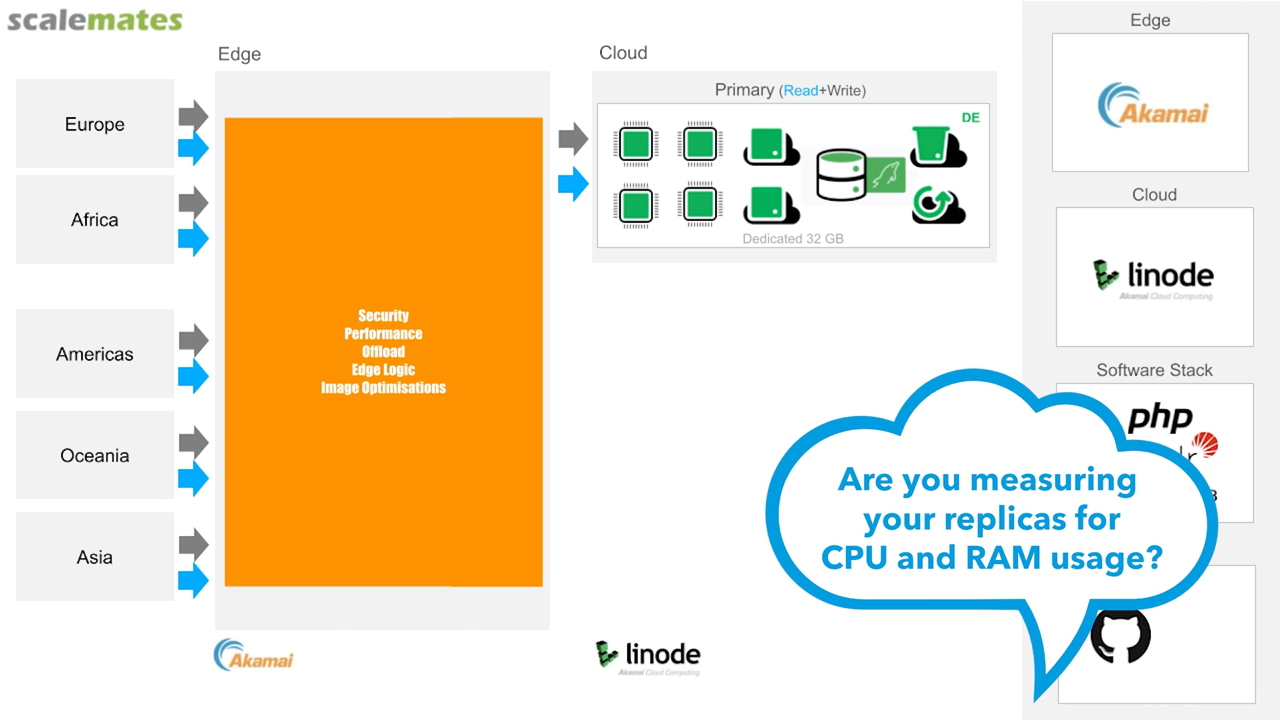 scalemates
Edge
Cloud
Edge
Primary (Read+Write)
DE
Europe
Akamai
Africa
Cloud
Dedicated 32 GB
linode
Akamai Cloud Computing
Security
Performance
Offload
Edge Logic
Image Optimisations
Americas
Software Stack
php
Oceania
Are you measuring
your replicas for
CPU and RAM usage?
Asia
Akamai
linode
Akamai Cloud Computing